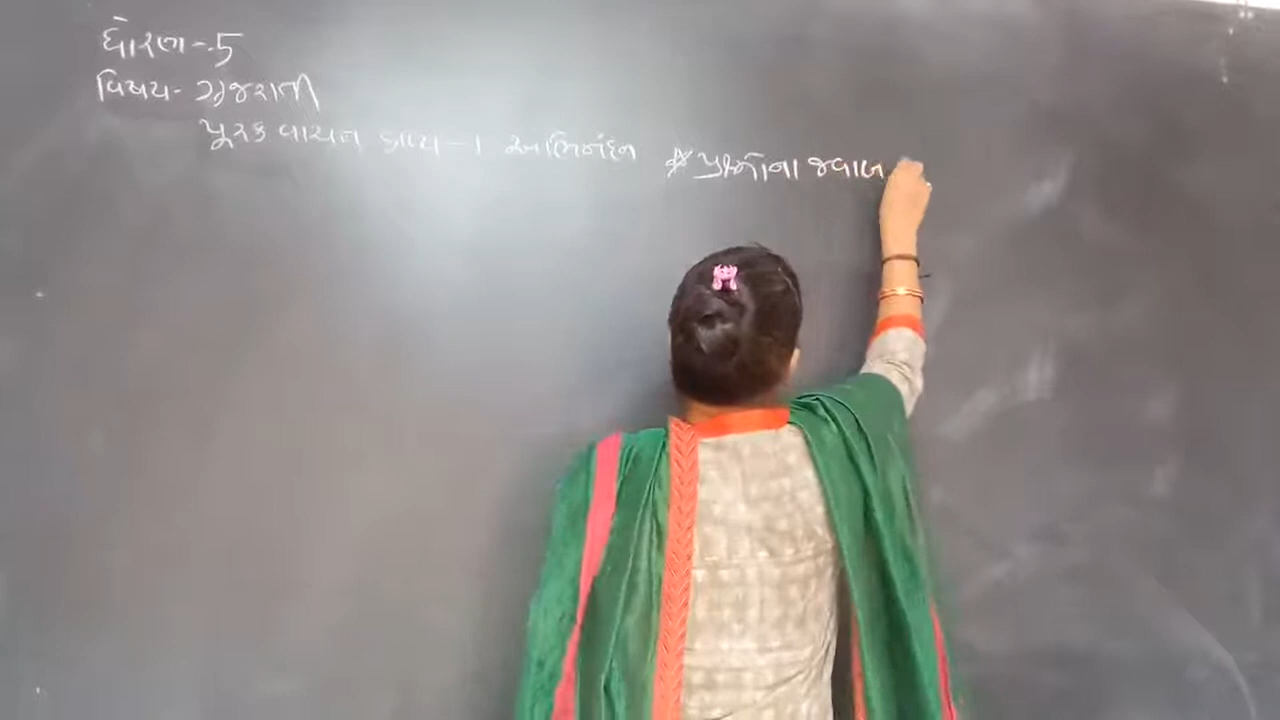 ધોરણ-5
વિષય- ગુજરાતી
પૂરક વાચન કાવ્ય-1 અભિનંદન
* પ્રશ્નોના જવાબ